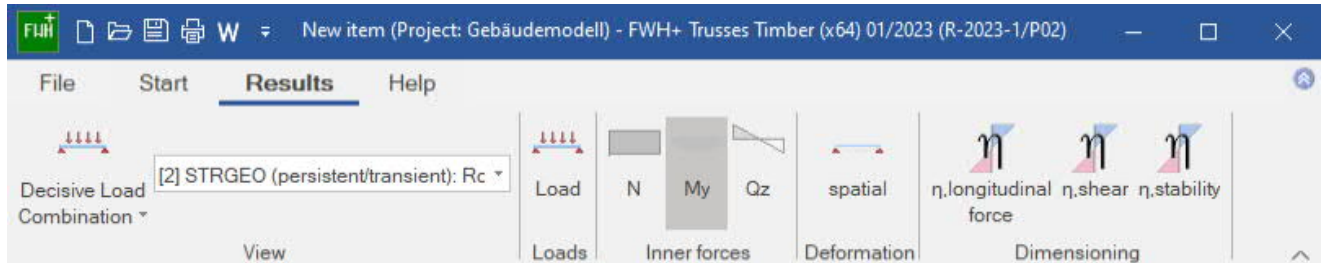 FWH+ W New item (Project: Gebäudemodell) - FWH+ Trusses Timber (x64) 01/2023 (R-2023-1/P02)
File Start Results Help
Decisive Load Combination
[2] STRGEO (persistent/transient): Rc
Load
N My Qz
spatial
η,longitudinal force
η,shear
η,stability
View Loads Inner forces Deformation Dimensioning